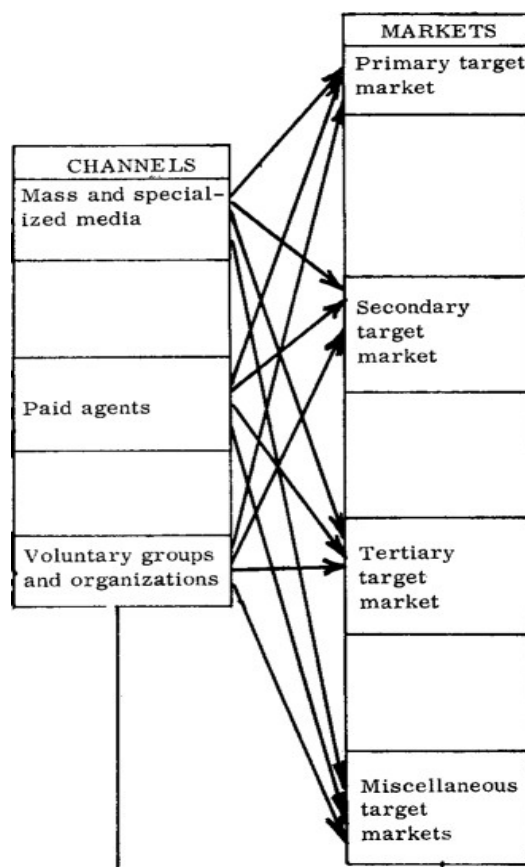 MARKETS
Primary target
market
CHANNELS
Mass and special-
ized media
Secondary
target
market
Paid agents
Voluntary groups
and organizations
Tertiary
target
market
Miscellaneous
target
markets